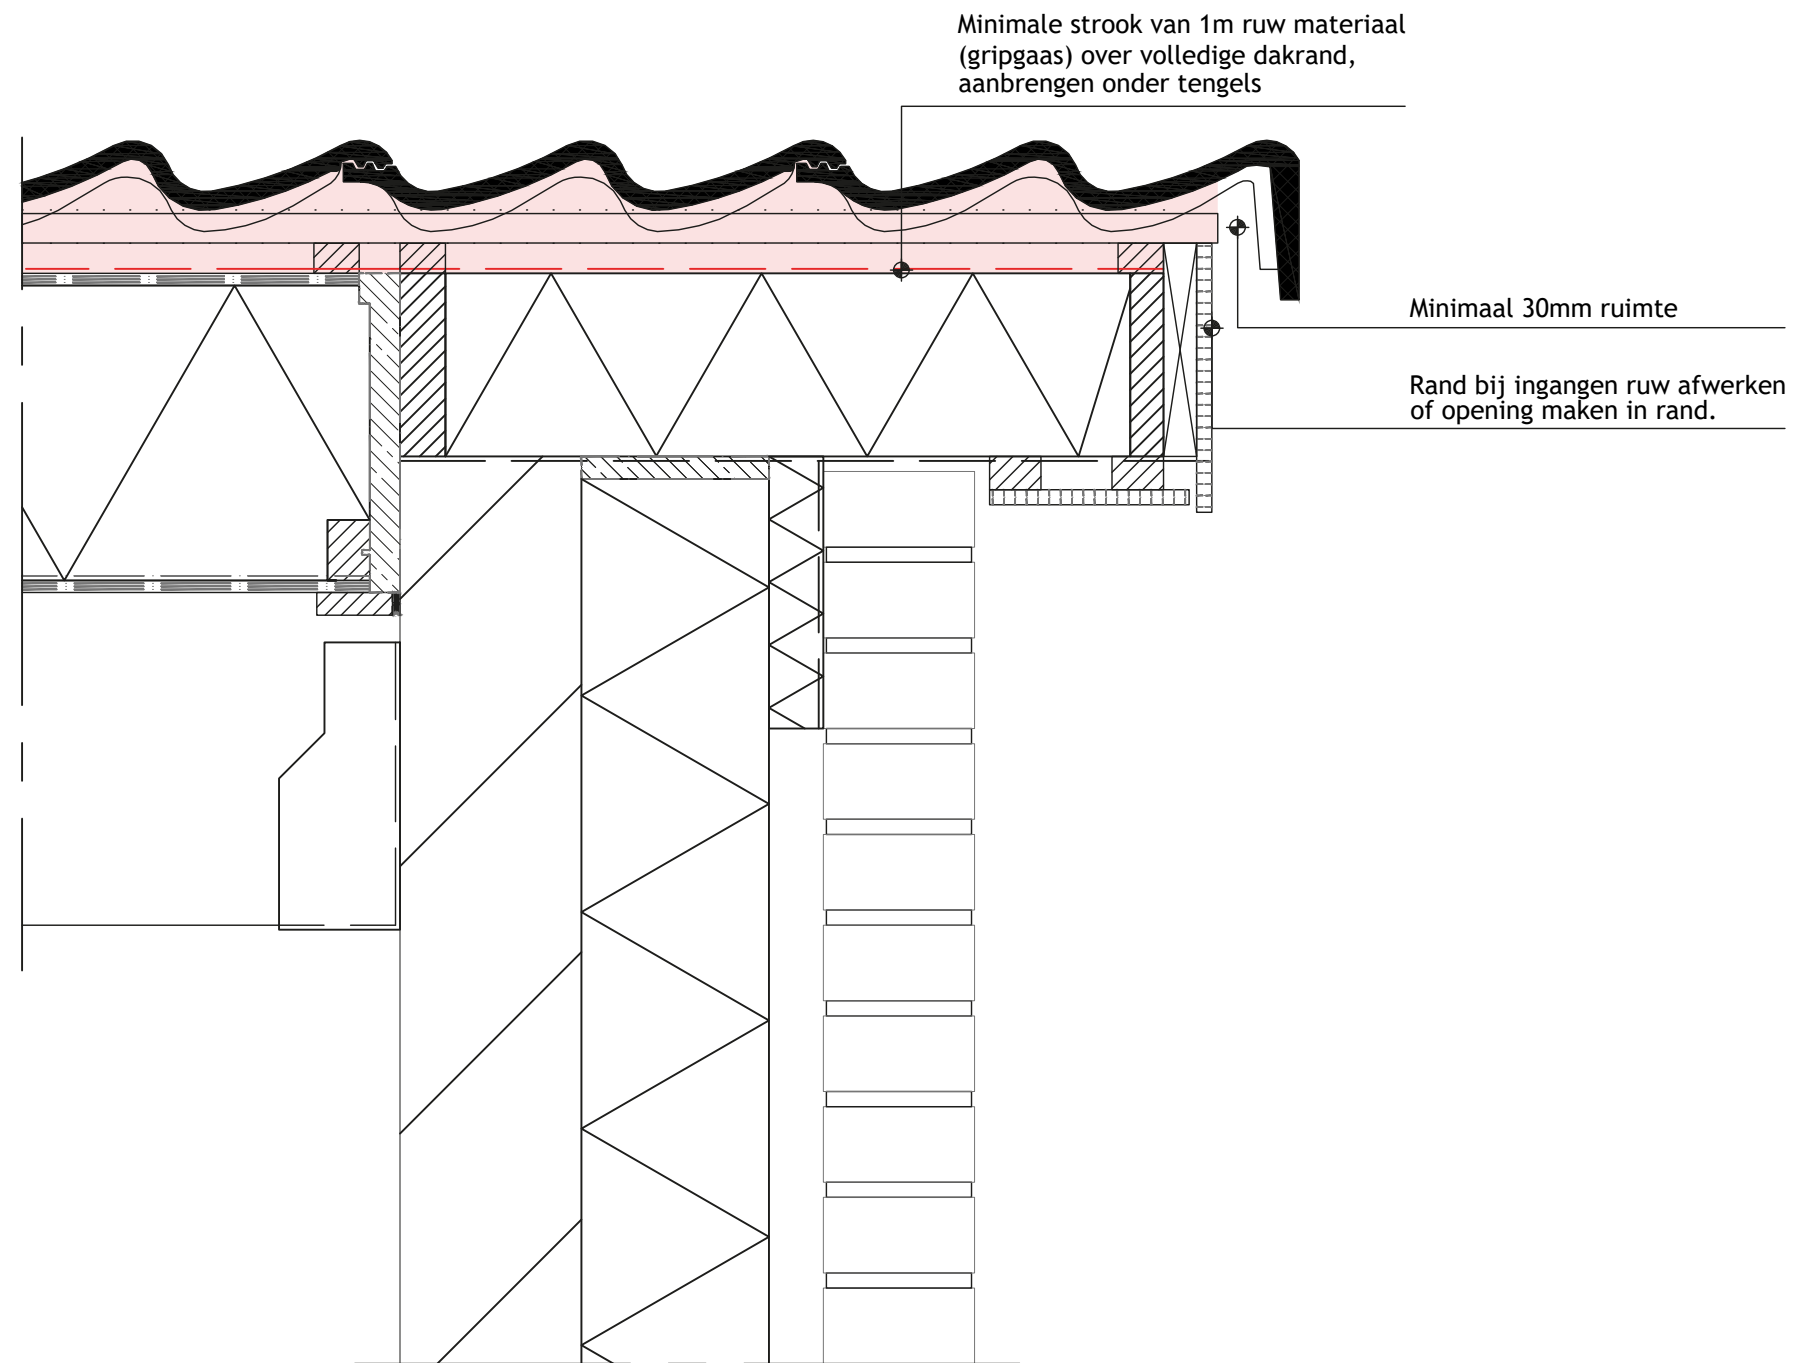 Minimale strook van 1m ruw materiaal
(gripgaas) over volledige dakrand,
aanbrengen onder tengels
Minimaal 30mm ruimte
Rand bij ingangen ruw afwerken
of opening maken in rand.